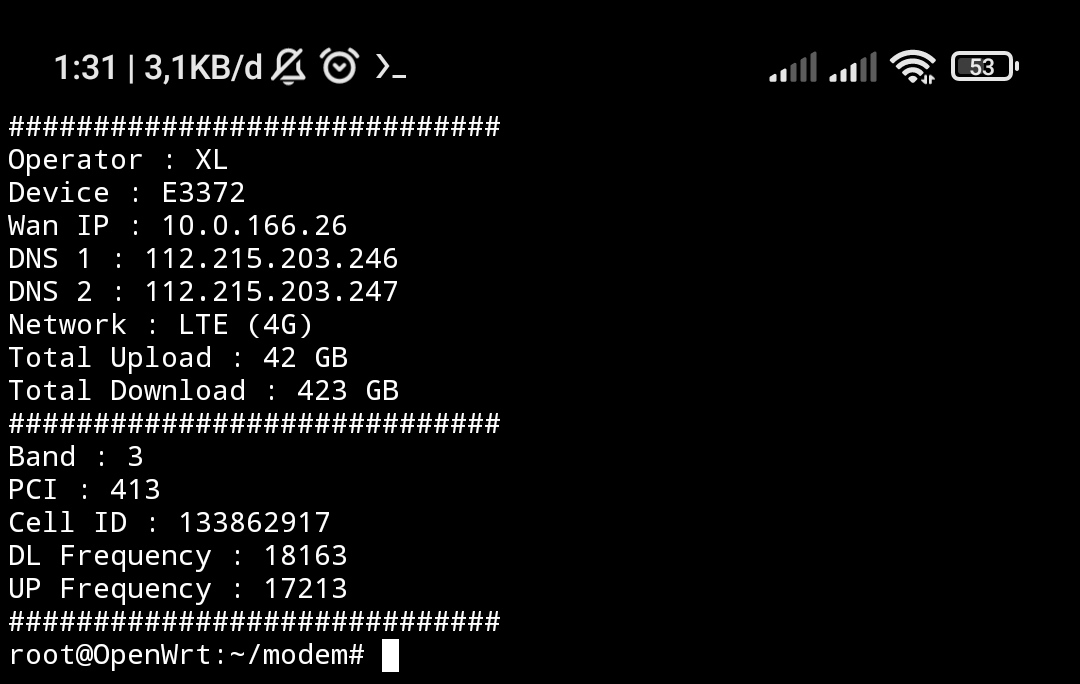 1:31 | 3,1KB/d 53
#############################
Operator : XL
Device : E3372
Wan IP : 10.0.166.26
DNS 1 : 112.215.203.246
DNS 2 : 112.215.203.247
Network : LTE (4G)
Total Upload : 42 GB
Total Download : 423 GB
#############################
Band : 3
PCI : 413
Cell ID : 133862917
DL Frequency : 18163
UP Frequency : 17213
#############################
root@OpenWrt:~/modem#